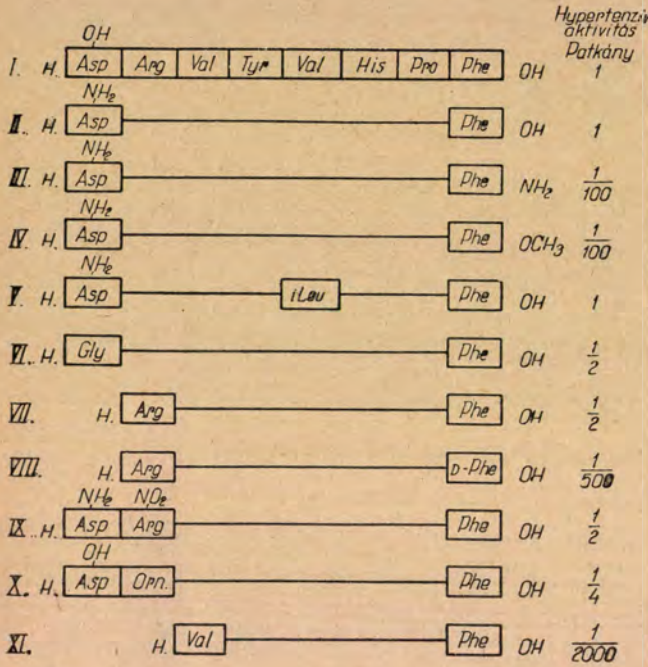 Hypertenzív
aktivitás
Patkány
OH
I. H. Asp Arg Val Tyr Val His Pro Phe OH 1
NH₂
II. H. Asp Phe OH 1
NH₂
III. H. Asp Phe NH₂ 1/100
NH₂
IV. H. Asp Phe OCH₃ 1/100
NH₂
V. H. Asp iLeu Phe OH 1
VI. H. Gly Phe OH 1/2
VII. H. Arg Phe OH 1/2
VIII. H. Arg D-Phe OH 1/500
NH₂ NO₂
IX. H. Asp Arg Phe OH 1/2
OH
X. H. Asp Orn. Phe OH 1/4
XI. H. Val Phe OH 1/2000